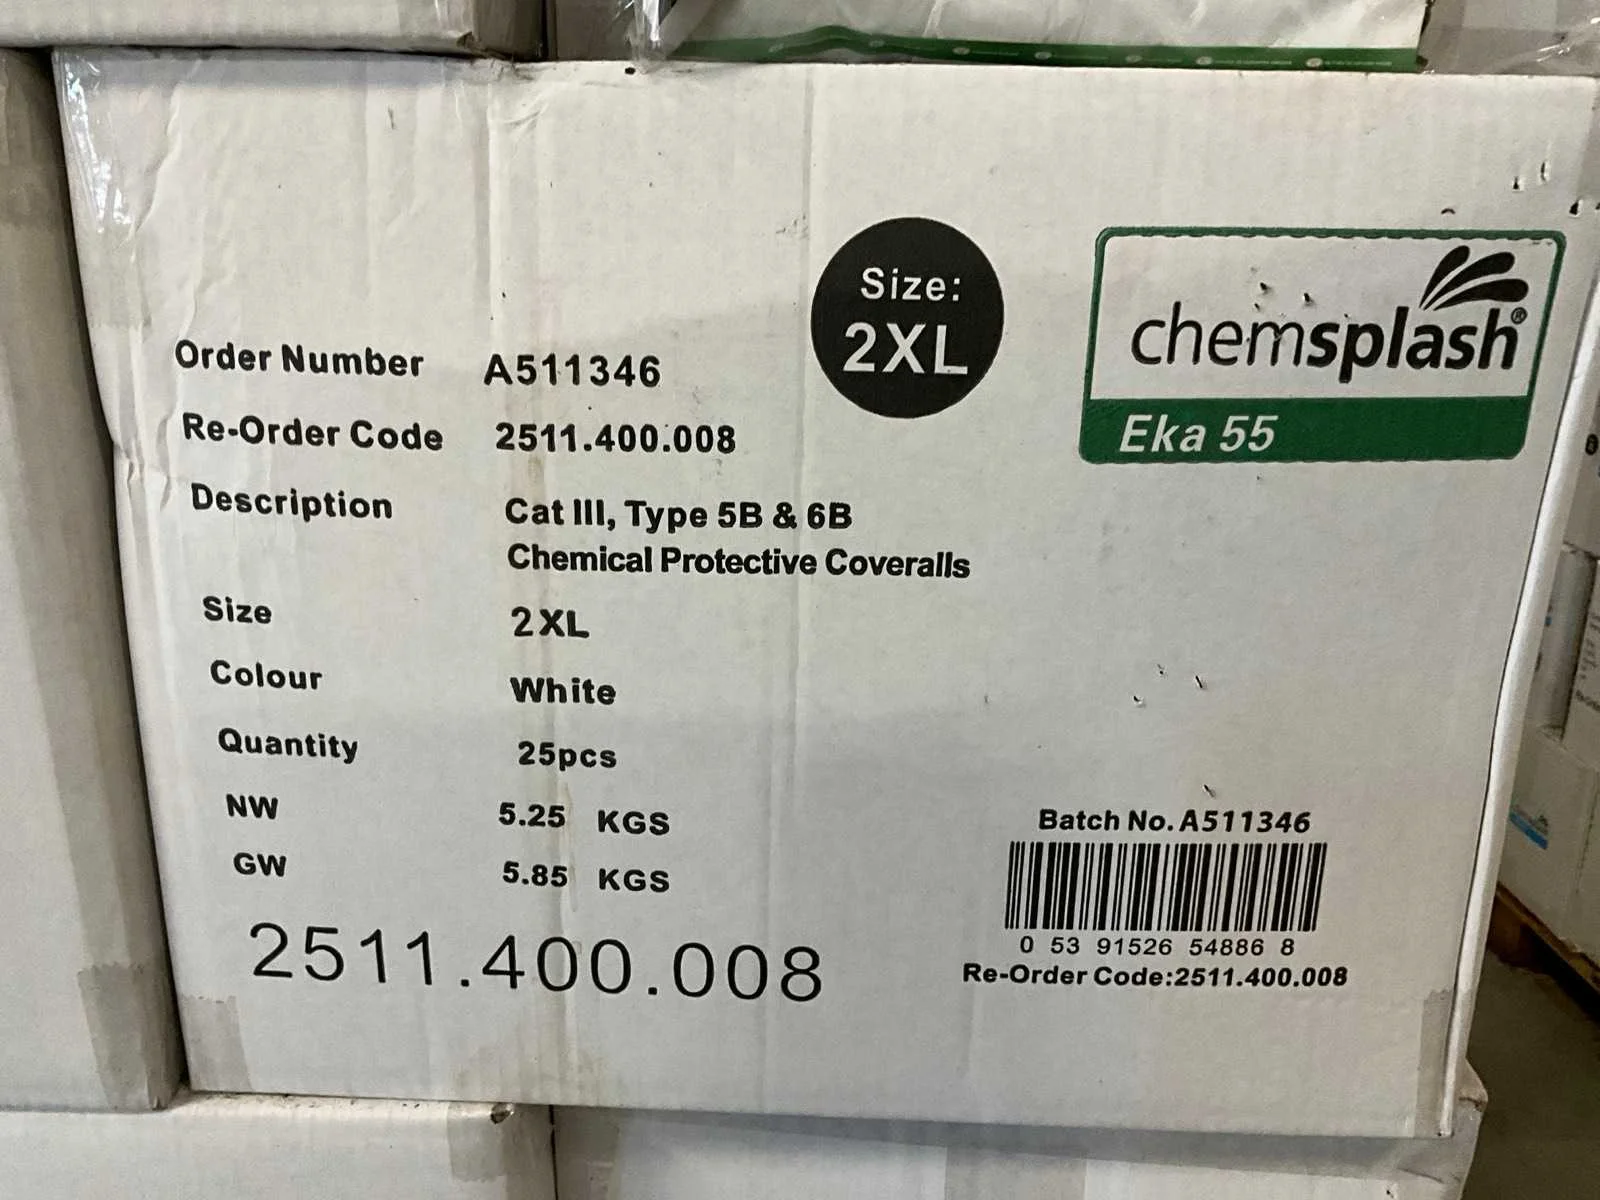 Size:
2XL
chemsplash®
Eka 55
Order Number A511346
Re-Order Code 2511.400.008
Description Cat III, Type 5B & 6B
Chemical Protective Coveralls
Size 2XL
Colour White
Quantity 25pcs
NW 5.25 KGS
GW 5.85 KGS
2511.400.008
Batch No. A511346
0 53 91526 54886 8
Re-Order Code:2511.400.008